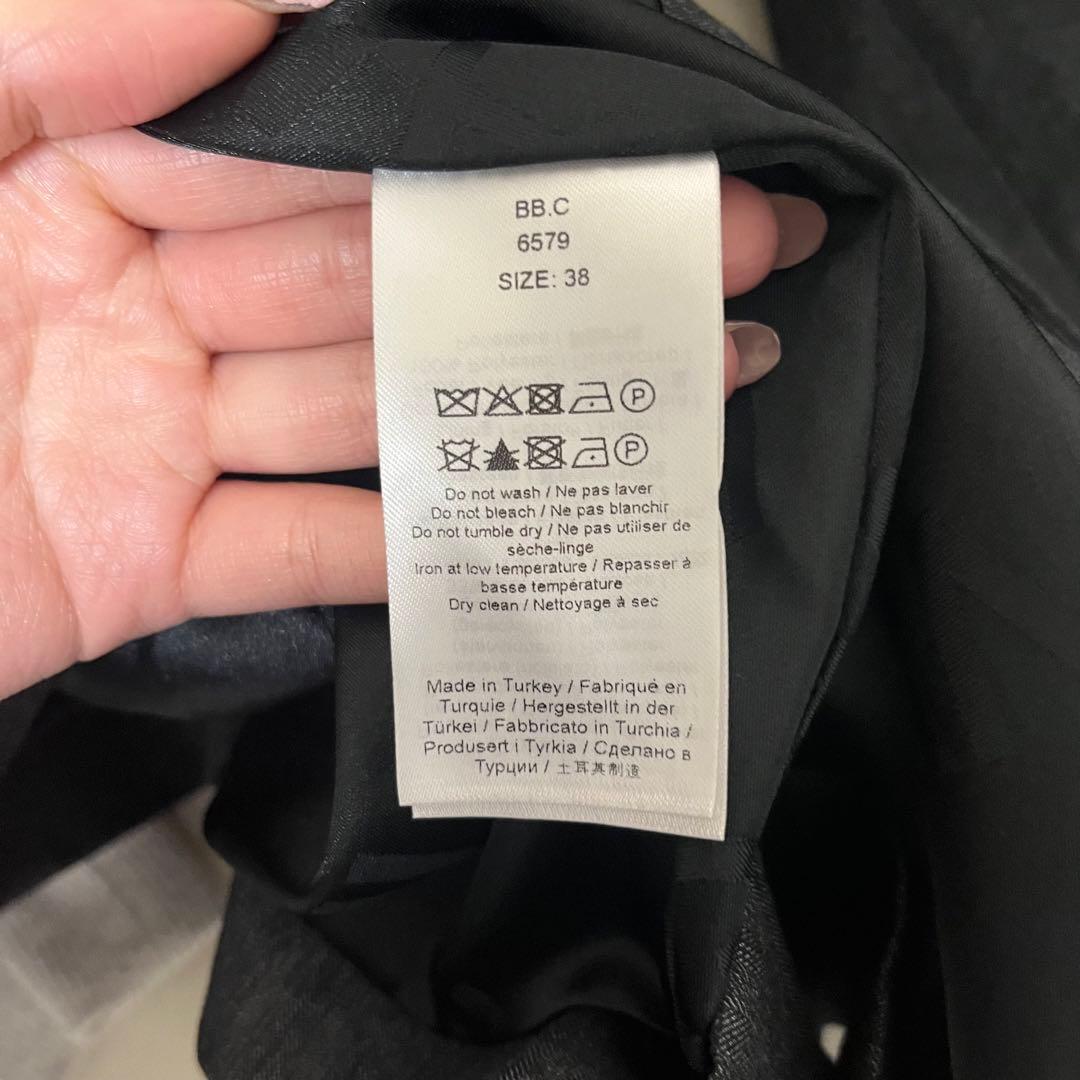 BB.C
6579
SIZE: 38
P
P
Do not wash / Ne pas laver
Do not bleach / Ne pas blanchir
Do not tumble dry / Ne pas utiliser de
sèche-linge
Iron at low temperature / Repasser à
basse température
Dry clean / Nettoyage à sec
Made in Turkey / Fabriqué en
Turquie / Hergestellt in der
Türkei / Fabbricato in Turchia /
Produsert i Tyrkia / Сделано в
Турции / 土耳其制造